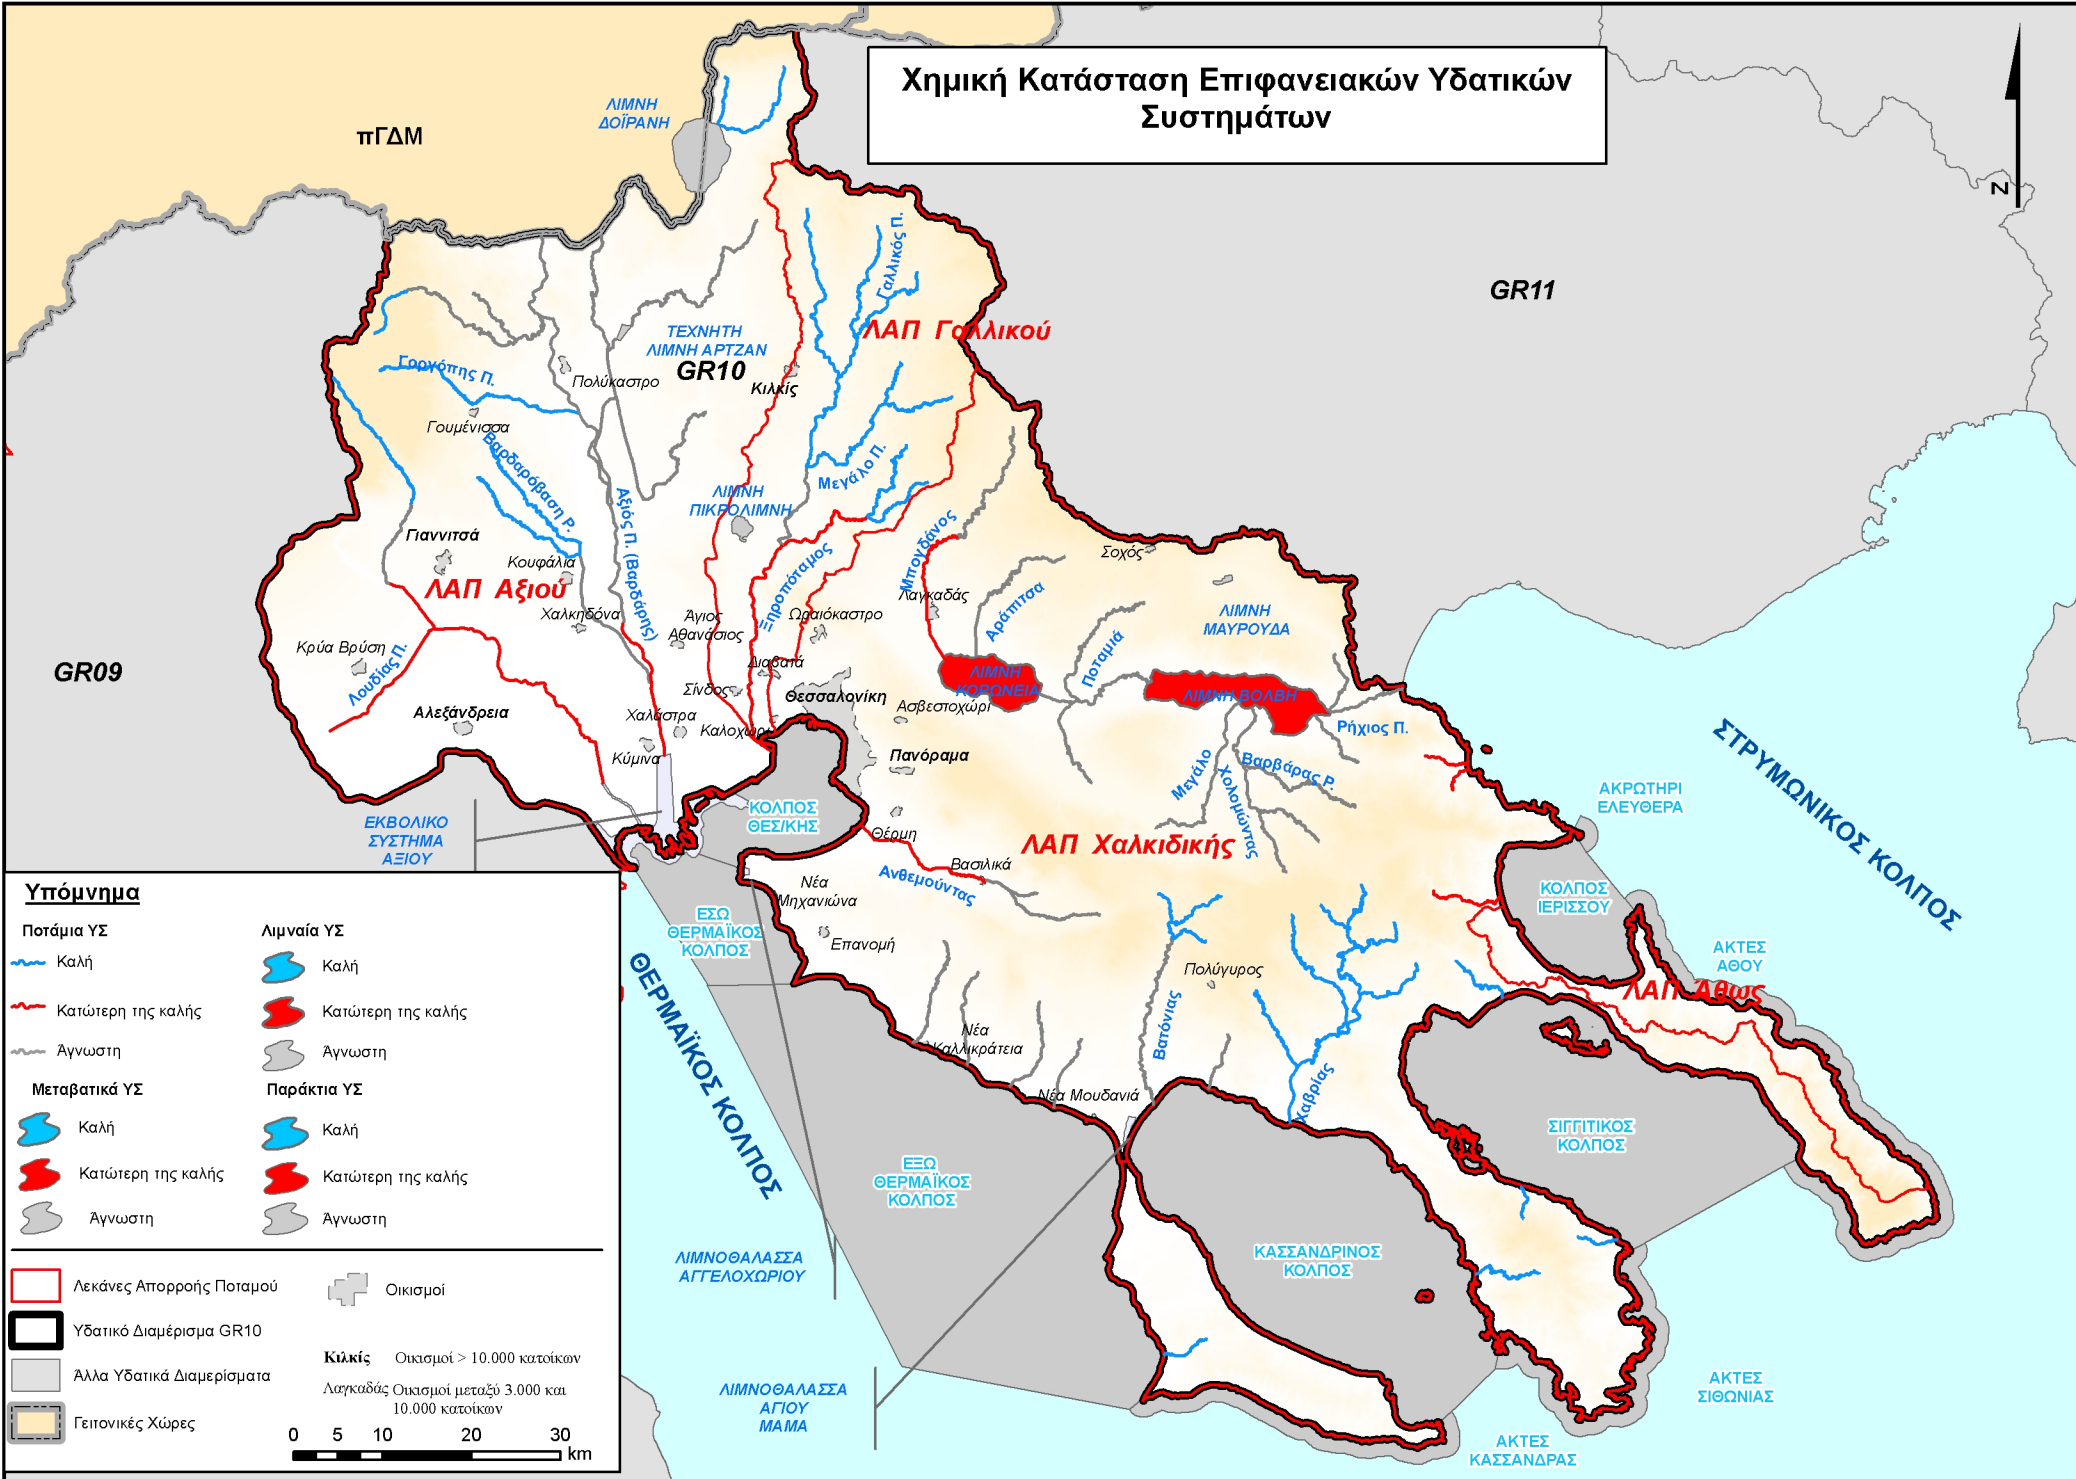 Χημική Κατάσταση Επιφανειακών Υδατικών
Συστημάτων
πΓΔΜ
ΛΙΜΝΗ
ΔΟΪΡΑΝΗ
GR11
Γαλλικός Π.
ΛΑΠ Γαλλικού
ΤΕΧΝΗΤΗ
ΛΙΜΝΗ ΑΡΤΖΑΝ
GR10
Κιλκίς
Γοργόπης Π.
Πολύκαστρο
Γουμένισσα
Βαρδαρόβαση Ρ.
Αξιός Π. (Βαρδάρης)
ΛΙΜΝΗ
ΠΙΚΡΟΛΙΜΝΗ
Μεγάλο Π.
Γιαννιτσά
Κουφάλια
Ξηροπόταμος
Μπογδάνος
Σοχός
ΛΑΠ Αξιού
Χαλκηδόνα
Άγιος
Αθανάσιος
Ωραιόκαστρο
Λαγκαδάς
Αράπιτσα
Ποταμιά
ΛΙΜΝΗ
ΜΑΥΡΟΥΔΑ
GR09
Κρύα Βρύση
Λουδίας Π.
Διαβατά
Σίνδος
Θεσσαλονίκη
ΛΙΜΝΗ
ΚΟΡΩΝΕΙΑ
ΛΙΜΝΗ ΒΟΛΒΗ
Αλεξάνδρεια
Χαλάστρα
Καλοχώρι
Ασβεστοχώρι
Ρήχιος Π.
Κύμινα
Πανόραμα
Μεγάλο
Χολομώντας
Βαρβάρας Ρ.
ΣΤΡΥΜΩΝΙΚΟΣ ΚΟΛΠΟΣ
ΑΚΡΩΤΗΡΙ
ΕΛΕΥΘΕΡΑ
ΚΟΛΠΟΣ
ΘΕΣ/ΚΗΣ
ΕΚΒΟΛΙΚΟ
ΣΥΣΤΗΜΑ
ΑΞΙΟΥ
Θέρμη
ΛΑΠ Χαλκιδικής
Βασιλικά
Ανθεμούντας
Νέα
Μηχανιώνα
ΚΟΛΠΟΣ
ΙΕΡΙΣΣΟΥ
ΕΣΩ
ΘΕΡΜΑΪΚΟΣ
ΚΟΛΠΟΣ
Επανομή
ΑΚΤΕΣ
ΑΘΟΥ
ΘΕΡΜΑΪΚΟΣ ΚΟΛΠΟΣ
Πολύγυρος
ΛΑΠ Άθως
Νέα
Καλλικράτεια
Βατόνιας
Νέα Μουδανιά
Χαβρίας
ΣΙΓΓΙΤΙΚΟΣ
ΚΟΛΠΟΣ
ΕΞΩ
ΘΕΡΜΑΪΚΟΣ
ΚΟΛΠΟΣ
ΚΑΣΣΑΝΔΡΙΝΟΣ
ΚΟΛΠΟΣ
ΛΙΜΝΟΘΑΛΑΣΣΑ
ΑΓΓΕΛΟΧΩΡΙΟΥ
ΛΙΜΝΟΘΑΛΑΣΣΑ
ΑΓΙΟΥ
ΜΑΜΑ
ΑΚΤΕΣ
ΣΙΘΩΝΙΑΣ
ΑΚΤΕΣ
ΚΑΣΣΑΝΔΡΑΣ
N
Υπόμνημα
Ποτάμια ΥΣ
Καλή
Κατώτερη της καλής
Άγνωστη
Λιμναία ΥΣ
Καλή
Κατώτερη της καλής
Άγνωστη
Μεταβατικά ΥΣ
Καλή
Κατώτερη της καλής
Άγνωστη
Παράκτια ΥΣ
Καλή
Κατώτερη της καλής
Άγνωστη
Λεκάνες Απορροής Ποταμού
Υδατικό Διαμέρισμα GR10
Άλλα Υδατικά Διαμερίσματα
Γειτονικές Χώρες
Οικισμοί
Κιλκίς Οικισμοί > 10.000 κατοίκων
Λαγκαδάς Οικισμοί μεταξύ 3.000 και
10.000 κατοίκων
0 5 10 20 30
km